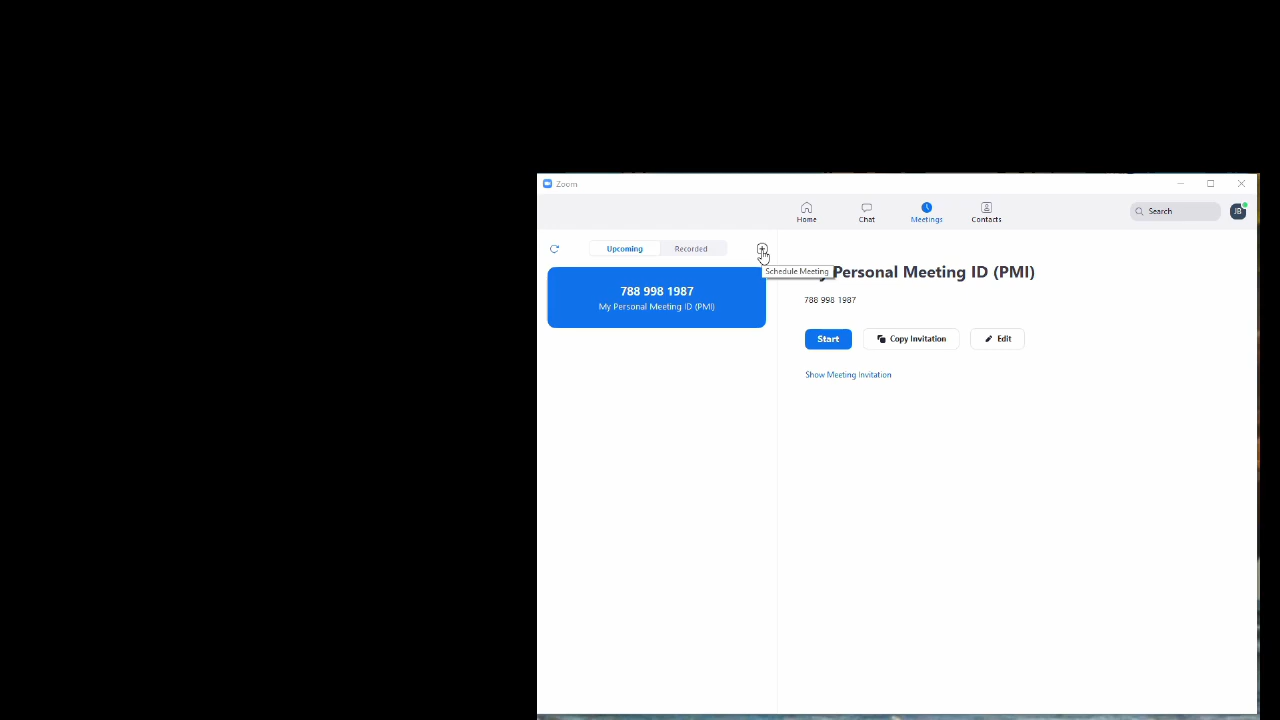 Zoom
Home
Chat
Meetings
Contacts
Search
JB
Upcoming
Recorded
Schedule Meeting
788 998 1987
My Personal Meeting ID (PMI)
Personal Meeting ID (PMI)
788 998 1987
Start
Copy Invitation
Edit
Show Meeting Invitation